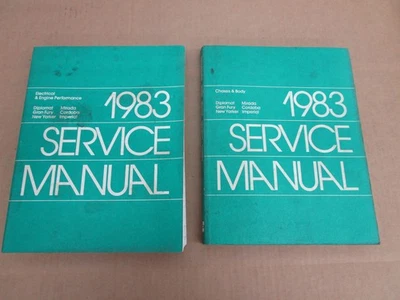 Electrical
& Engine Performance
Diplomat Mirada
Gran Fury Cordoba
New Yorker Imperial
1983
SERVICE
MANUAL
Chassis & Body
Diplomat Mirada
Gran Fury Cordoba
New Yorker Imperial
1983
SERVICE
MANUAL